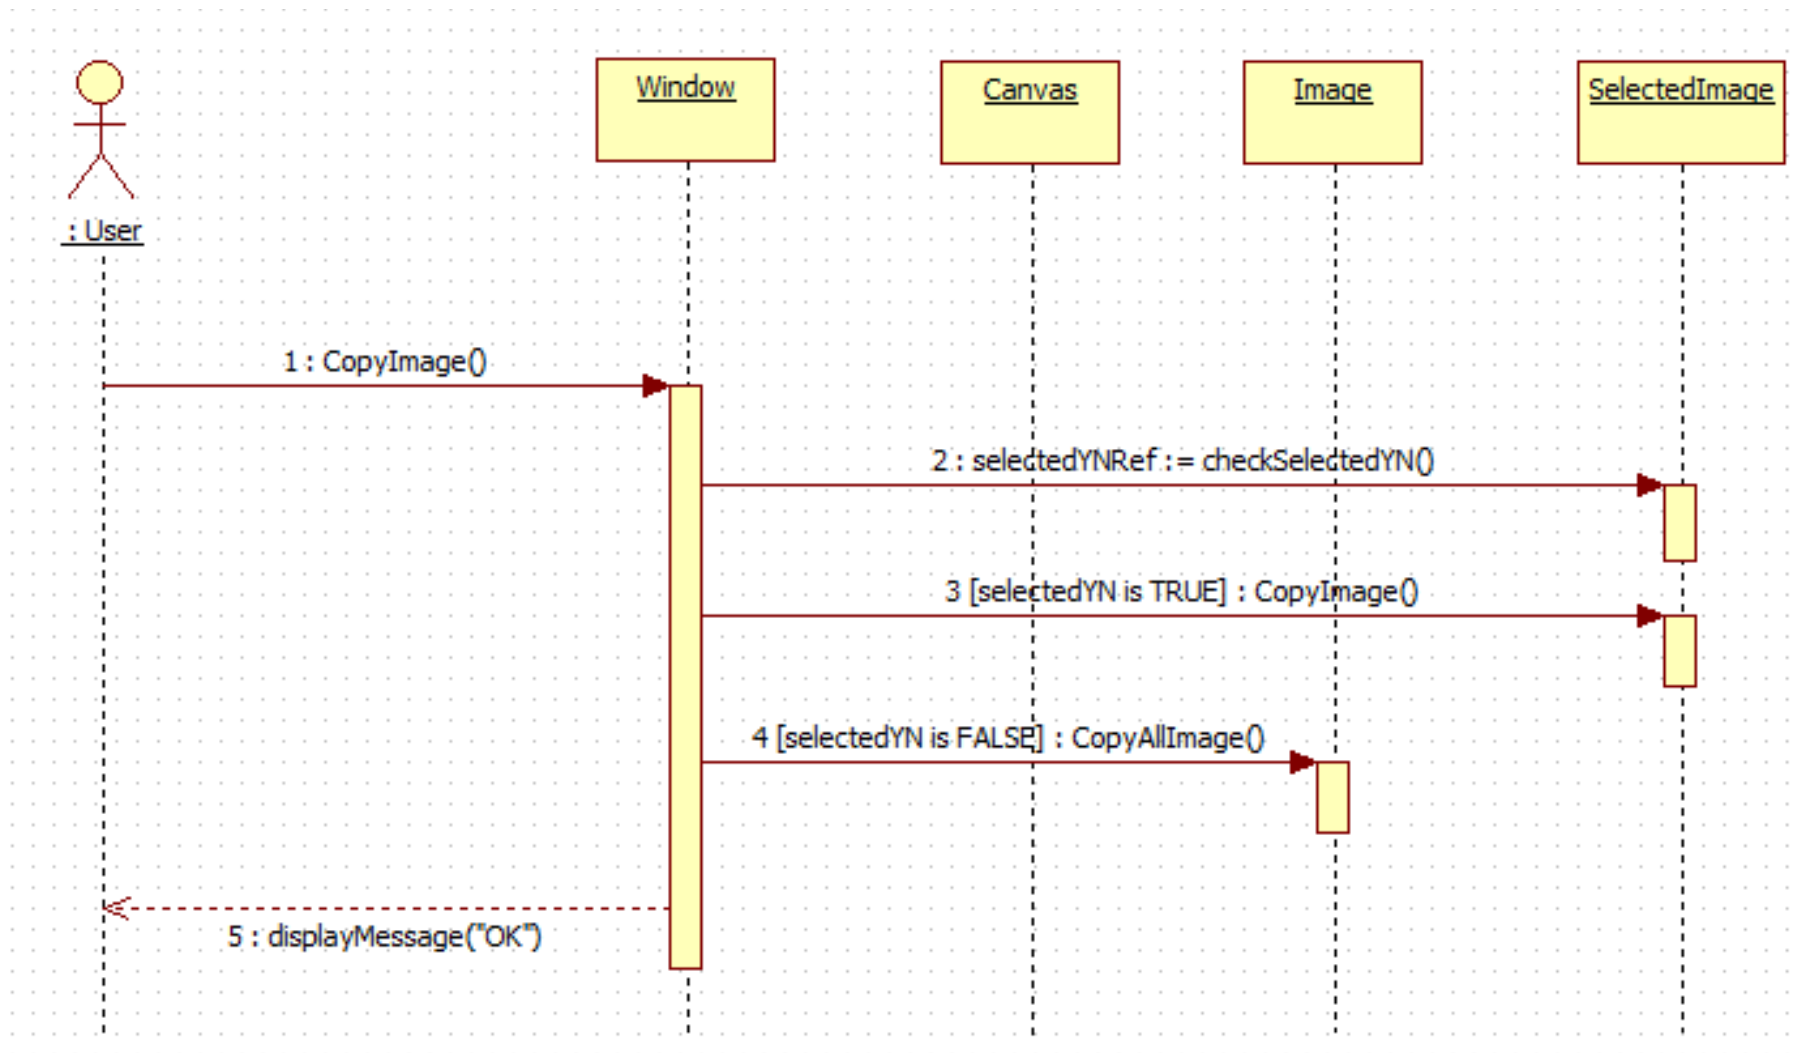 Window
Canvas
Image
SelectedImage
: User
1 : CopyImage()
2 : selectedYNRef := checkSelectedYN()
3 [selectedYN is TRUE] : CopyImage()
4 [selectedYN is FALSE] : CopyAllImage()
5 : displayMessage("OK")